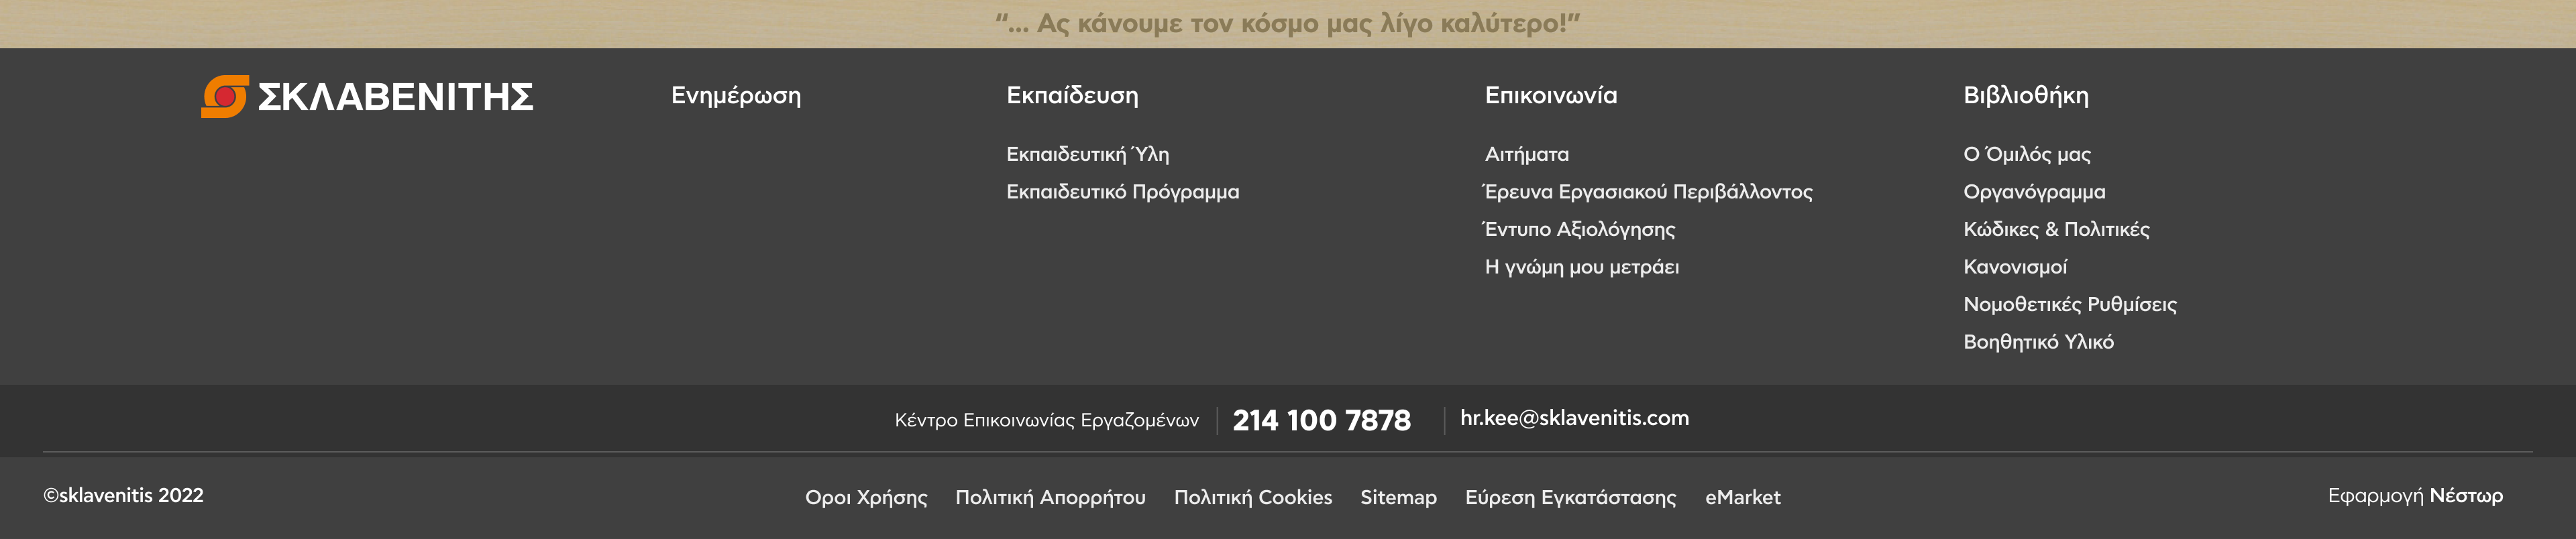 “... Ας κάνουμε τον κόσμο μας λίγο καλύτερο!”
ΣΚΛΑΒΕΝΙΤΗΣ
Ενημέρωση
Εκπαίδευση
Εκπαιδευτική Ύλη
Εκπαιδευτικό Πρόγραμμα
Επικοινωνία
Αιτήματα
Έρευνα Εργασιακού Περιβάλλοντος
Έντυπο Αξιολόγησης
Η γνώμη μου μετράει
Βιβλιοθήκη
Ο Όμιλός μας
Οργανόγραμμα
Κώδικες & Πολιτικές
Κανονισμοί
Νομοθετικές Ρυθμίσεις
Βοηθητικό Υλικό
Κέντρο Επικοινωνίας Εργαζομένων 214 100 7878 hr.kee@sklavenitis.com
©sklavenitis 2022 Οροι Χρήσης Πολιτική Απορρήτου Πολιτική Cookies Sitemap Εύρεση Εγκατάστασης eMarket Εφαρμογή Νέστωρ